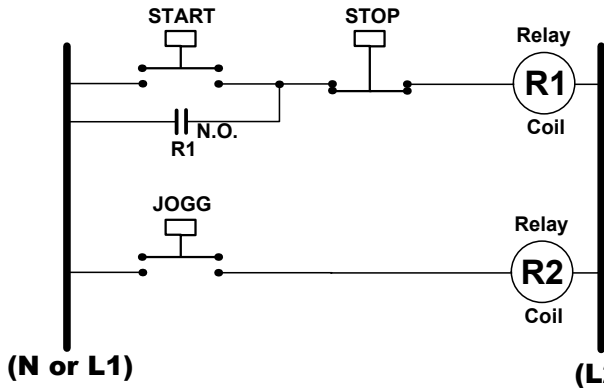 START
STOP
Relay
R1
Coil
N.O.
R1
JOGG
Relay
R2
Coil
(N or L1)